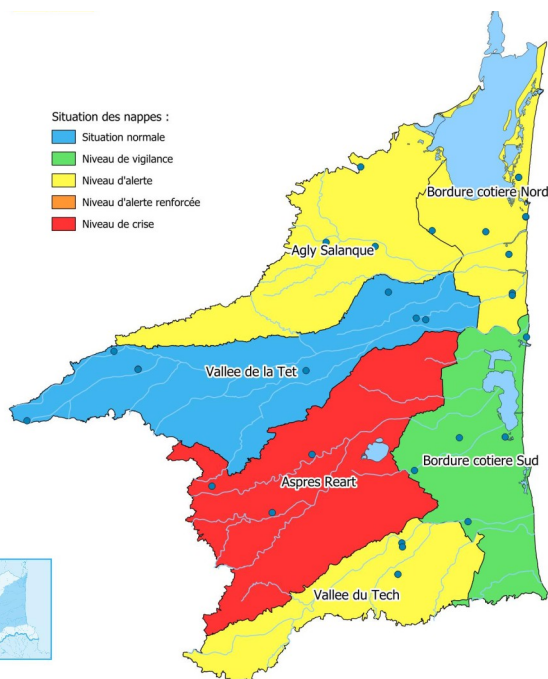 Situation des nappes :
Situation normale
Niveau de vigilance
Niveau d'alerte
Niveau d'alerte renforcée
Niveau de crise
Bordure cotiere Nord
Agly Salanque
Vallee de la Tet
Bordure cotiere Sud
Aspres Reart
Vallee du Tech